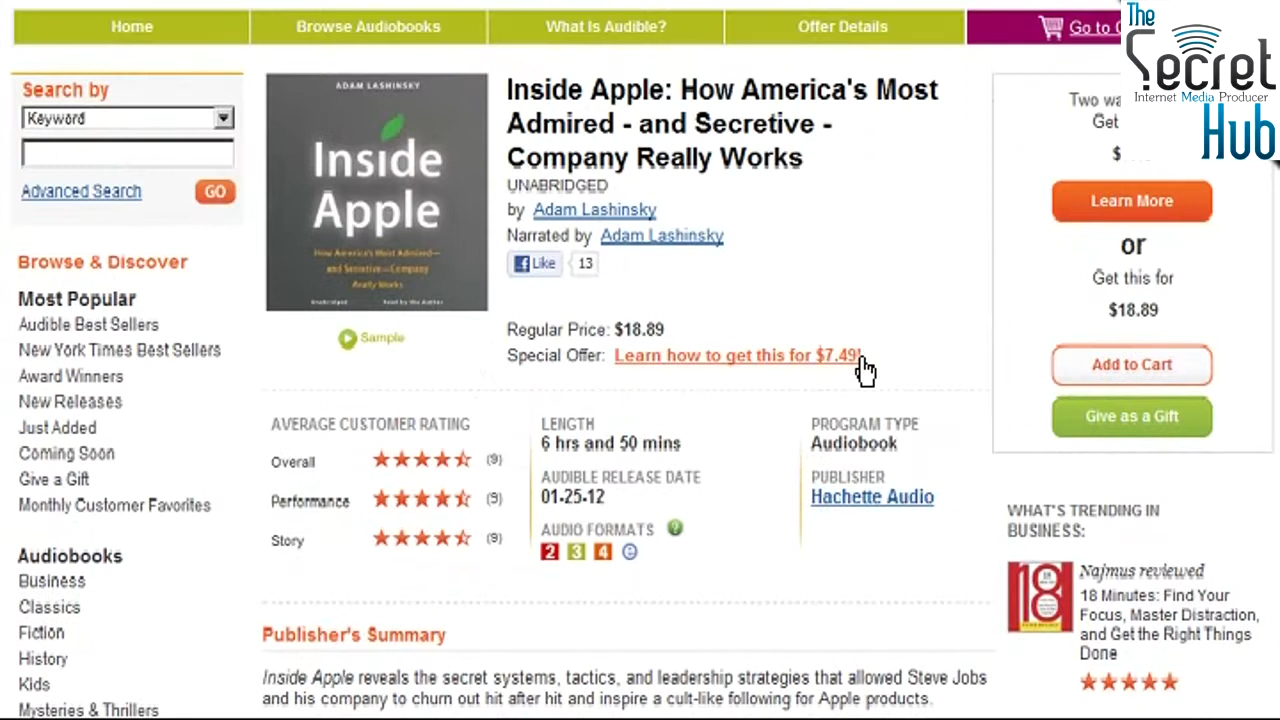 Home
Browse Audiobooks
What Is Audible?
Offer Details
Go to
The Secret Hub
Internet Media Producer
Search by
Keyword
Advanced Search
GO
Browse & Discover
Most Popular
Audible Best Sellers
New York Times Best Sellers
Award Winners
New Releases
Just Added
Coming Soon
Give a Gift
Monthly Customer Favorites
Audiobooks
Business
Classics
Fiction
History
Kids
Mysteries & Thrillers
ADAM LASHINSKY
Inside
Apple
How America's Most Admired—
and Secretive—Company
Really Works
Unabridged Read by the Author
Sample
Inside Apple: How America's Most
Admired - and Secretive -
Company Really Works
UNABRIDGED
by Adam Lashinsky
Narrated by Adam Lashinsky
Like 13
Regular Price: $18.89
Special Offer: Learn how to get this for $7.49!
AVERAGE CUSTOMER RATING
Overall (9)
Performance (9)
Story (9)
LENGTH
6 hrs and 50 mins
AUDIBLE RELEASE DATE
01-25-12
AUDIO FORMATS ?
2 3 4 e
PROGRAM TYPE
Audiobook
PUBLISHER
Hachette Audio
Publisher's Summary
Inside Apple reveals the secret systems, tactics, and leadership strategies that allowed Steve Jobs
and his company to churn out hit after hit and inspire a cult-like following for Apple products.
Two
Get
$
Learn More
or
Get this for
$18.89
Add to Cart
Give as a Gift
WHAT'S TRENDING IN
BUSINESS:
18
Najmus reviewed
18 Minutes: Find Your
Focus, Master Distraction,
and Get the Right Things
Done